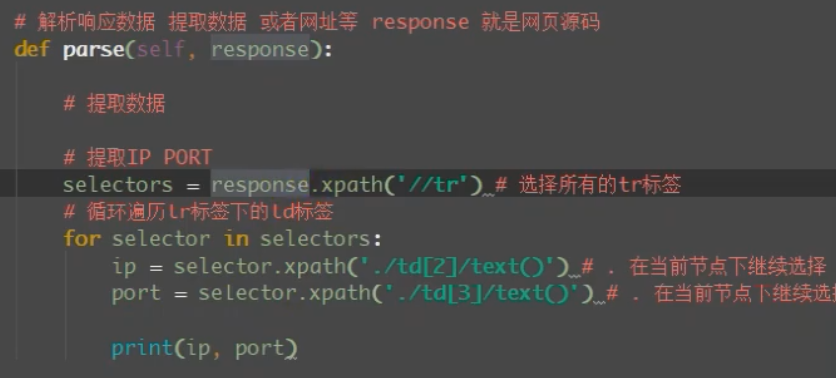 # 解析响应数据 提取数据 或者网址等 response 就是网页源码
def parse(self, response):
# 提取数据
# 提取IP PORT
selectors = response.xpath('//tr') # 选择所有的tr标签
# 循环遍历tr标签下的td标签
for selector in selectors:
ip = selector.xpath('./td[2]/text()') # . 在当前节点下继续选择
port = selector.xpath('./td[3]/text()') # . 在当前节点下继续选
print(ip, port)